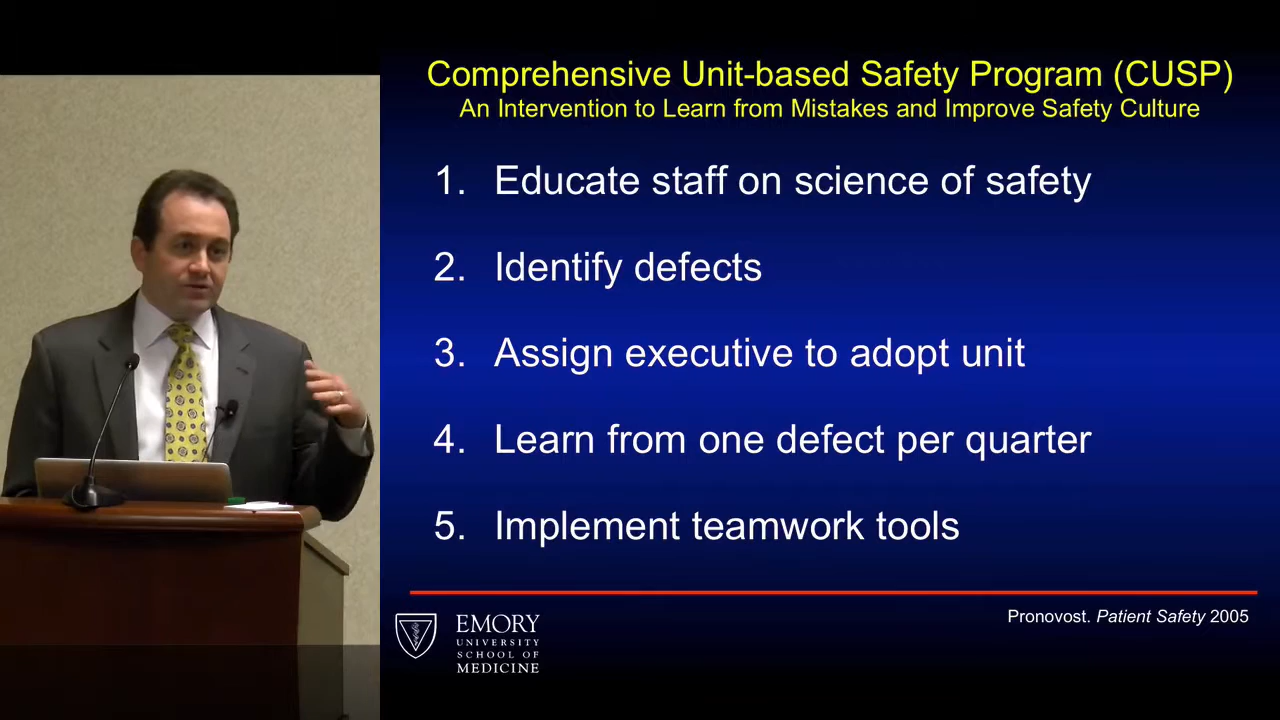 Comprehensive Unit-based Safety Program (CUSP)
An Intervention to Learn from Mistakes and Improve Safety Culture
1. Educate staff on science of safety
2. Identify defects
3. Assign executive to adopt unit
4. Learn from one defect per quarter
5. Implement teamwork tools
Pronovost. Patient Safety 2005
EMORY
UNIVERSITY
SCHOOL OF
MEDICINE